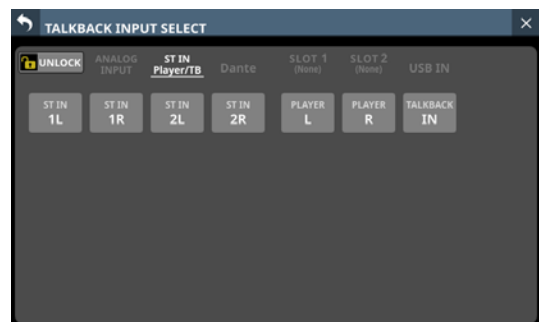 TALKBACK INPUT SELECT
UNLOCK
ANALOG
INPUT
ST IN
Player/TB
Dante
SLOT 1
(None)
SLOT 2
(None)
USB IN
ST IN
1L
ST IN
1R
ST IN
2L
ST IN
2R
PLAYER
L
PLAYER
R
TALKBACK
IN